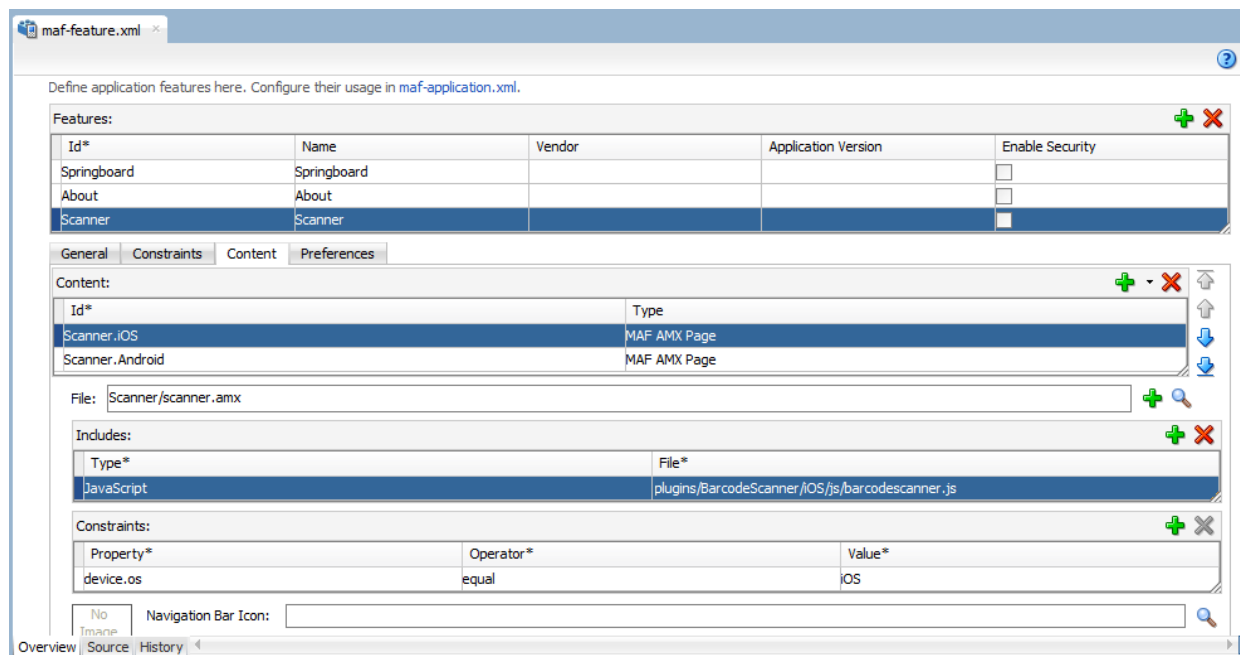 maf-feature.xml
Define application features here. Configure their usage in maf-application.xml.
Features:
Id* Name Vendor Application Version Enable Security
Springboard Springboard
About About
Scanner Scanner
General Constraints Content Preferences
Content:
Id* Type
Scanner.iOS MAF AMX Page
Scanner.Android MAF AMX Page
File: Scanner/scanner.amx
Includes:
Type* File*
JavaScript plugins/BarcodeScanner/iOS/js/barcodescanner.js
Constraints:
Property* Operator* Value*
device.os equal iOS
No Navigation Bar Icon:
Image
Overview Source History